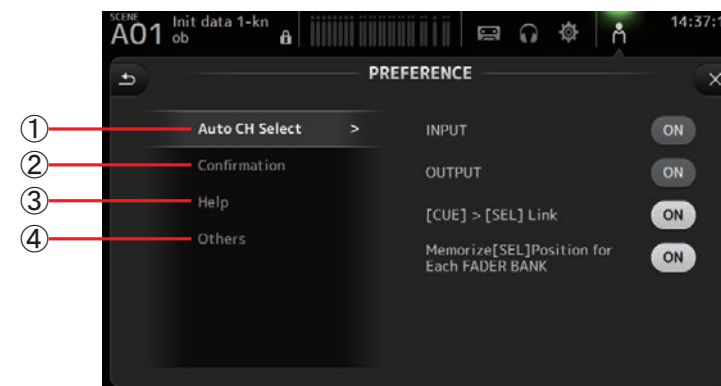 SCENE
A01
Init data 1-kn
ob
14:37:1
PREFERENCE
① Auto CH Select >
② Confirmation
③ Help
④ Others
INPUT ON
OUTPUT ON
[CUE] > [SEL] Link ON
Memorize[SEL]Position for
Each FADER BANK ON